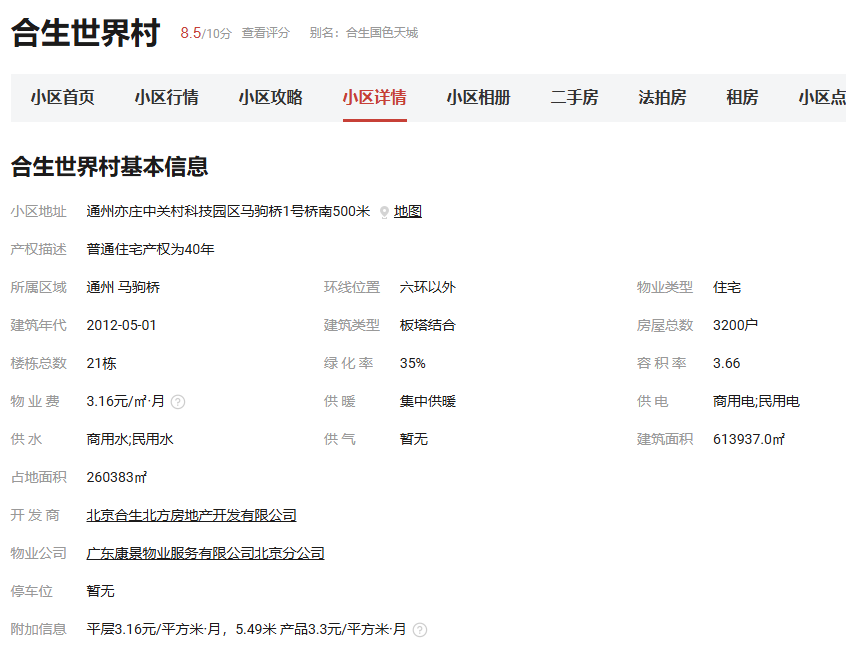 合生世界村 8.5/10分 查看评分 别名：合生国色天城
小区首页 小区行情 小区攻略 小区详情 小区相册 二手房 法拍房 租房 小区点
合生世界村基本信息
小区地址 通州亦庄中关村科技园区马驹桥1号桥南500米 地图
产权描述 普通住宅产权为40年
所属区域 通州 马驹桥 环线位置 六环以外 物业类型 住宅
建筑年代 2012-05-01 建筑类型 板塔结合 房屋总数 3200户
楼栋总数 21栋 绿 化 率 35% 容 积 率 3.66
物 业 费 3.16元/㎡·月 ? 供 暖 集中供暖 供 电 商用电;民用电
供 水 商用水;民用水 供 气 暂无 建筑面积 613937.0㎡
占地面积 260383㎡
开 发 商 北京合生北方房地产开发有限公司
物业公司 广东康景物业服务有限公司北京分公司
停车位 暂无
附加信息 平层3.16元/平方米·月，5.49米 产品3.3元/平方米·月 ?